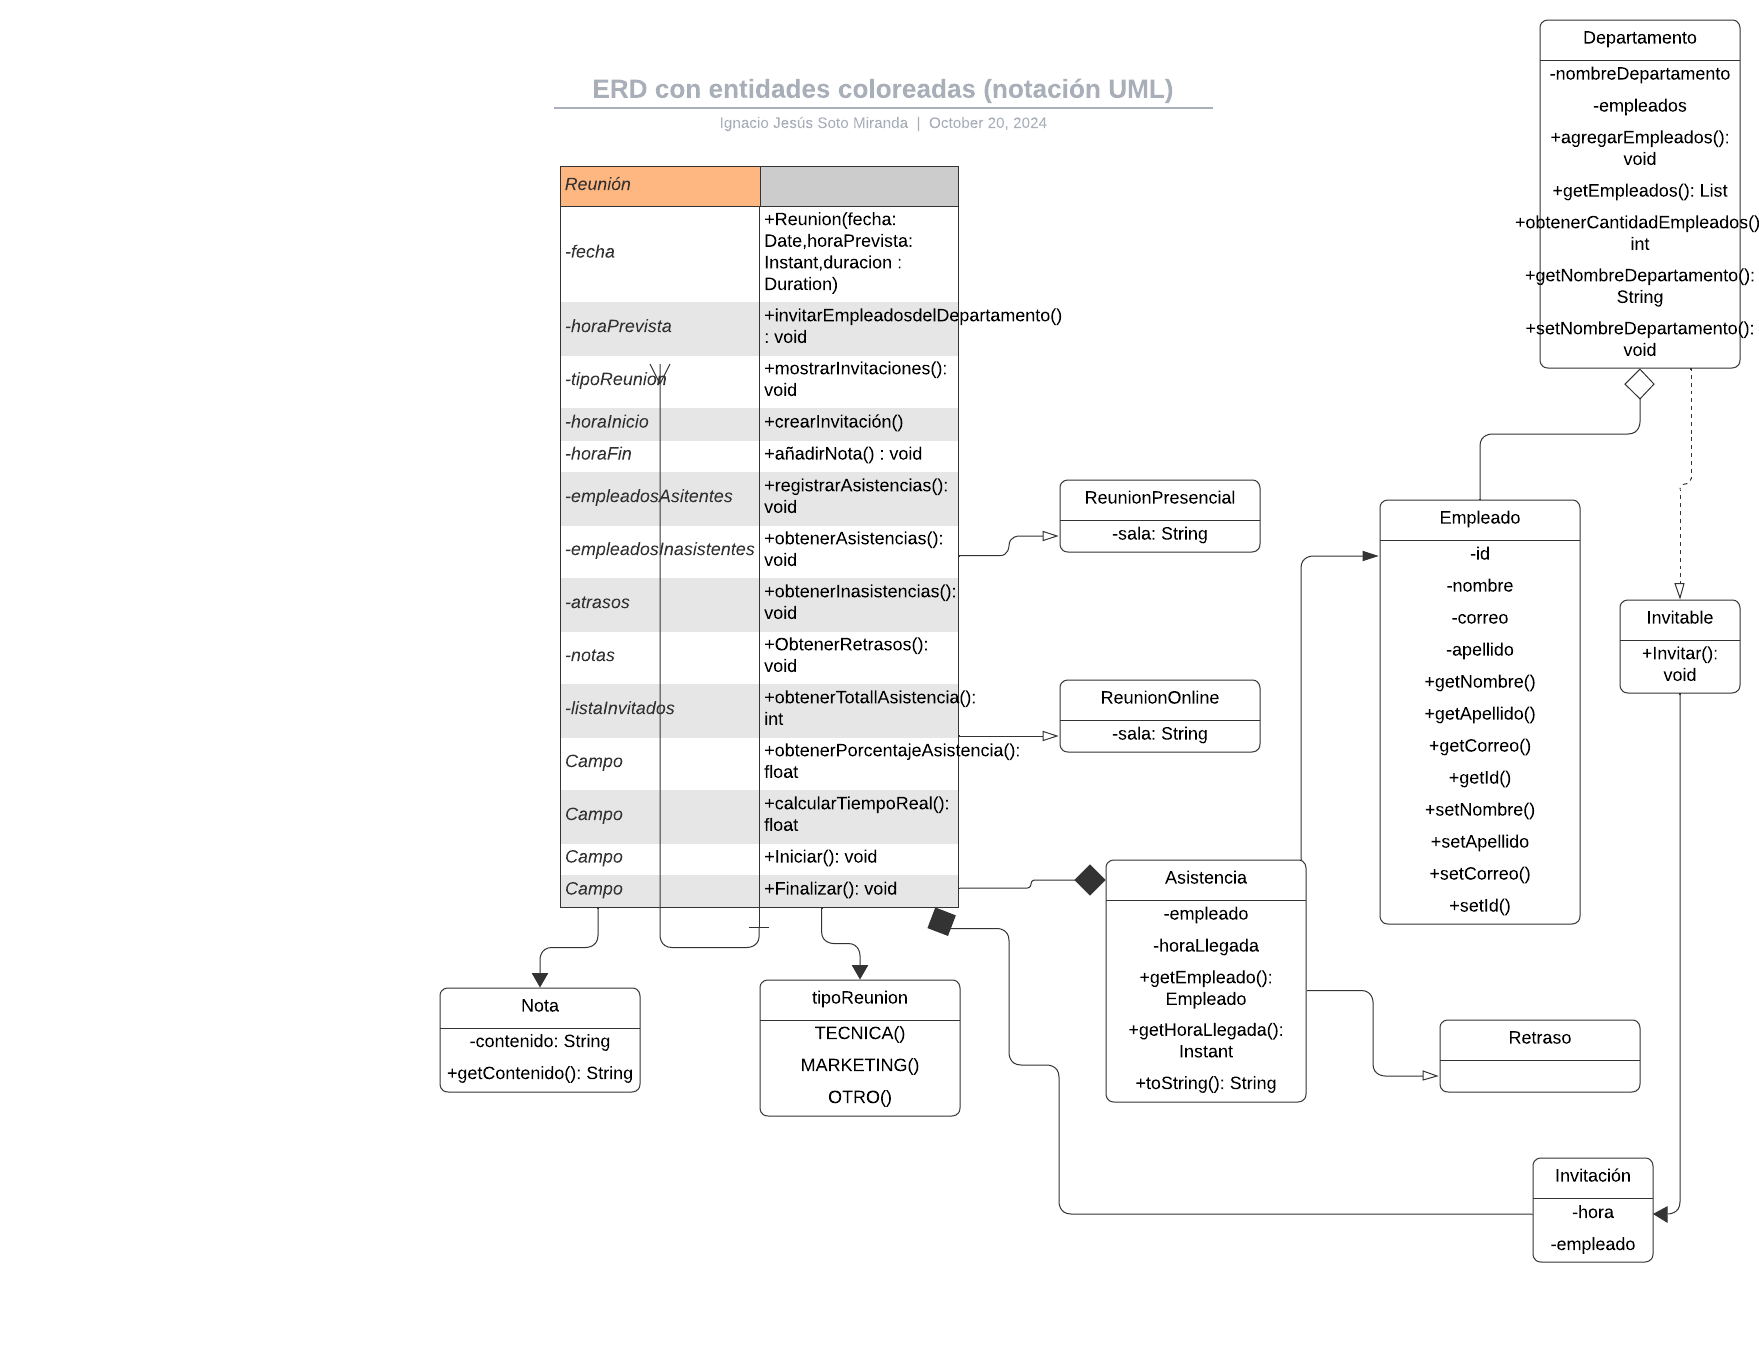 ERD con entidades coloreadas (notación UML)
Ignacio Jesús Soto Miranda | October 20, 2024
Reunión
-fecha
+Reunion(fecha:
Date,horaPrevista:
Instant,duracion :
Duration)
-horaPrevista
+invitarEmpleadosdelDepartamento()
: void
-tipoReunion
+mostrarInvitaciones():
void
-horaInicio
+crearInvitación()
-horaFin
+añadirNota() : void
-empleadosAsitentes
+registrarAsistencias():
void
-empleadosInasistentes
+obtenerAsistencias():
void
-atrasos
+obtenerInasistencias():
void
-notas
+ObtenerRetrasos():
void
-listaInvitados
+obtenerTotallAsistencia():
int
Campo
+obtenerPorcentajeAsistencia():
float
Campo
+calcularTiempoReal():
float
Campo
+Iniciar(): void
Campo
+Finalizar(): void
Nota
-contenido: String
+getContenido(): String
tipoReunion
TECNICA()
MARKETING()
OTRO()
ReunionPresencial
-sala: String
ReunionOnline
-sala: String
Asistencia
-empleado
-horaLlegada
+getEmpleado():
Empleado
+getHoraLlegada():
Instant
+toString(): String
Departamento
-nombreDepartamento
-empleados
+agregarEmpleados():
void
+getEmpleados(): List
+obtenerCantidadEmpleados()
int
+getNombreDepartamento():
String
+setNombreDepartamento():
void
Empleado
-id
-nombre
-correo
-apellido
+getNombre()
+getApellido()
+getCorreo()
+getId()
+setNombre()
+setApellido
+setCorreo()
+setId()
Invitable
+Invitar():
void
Retraso
Invitación
-hora
-empleado